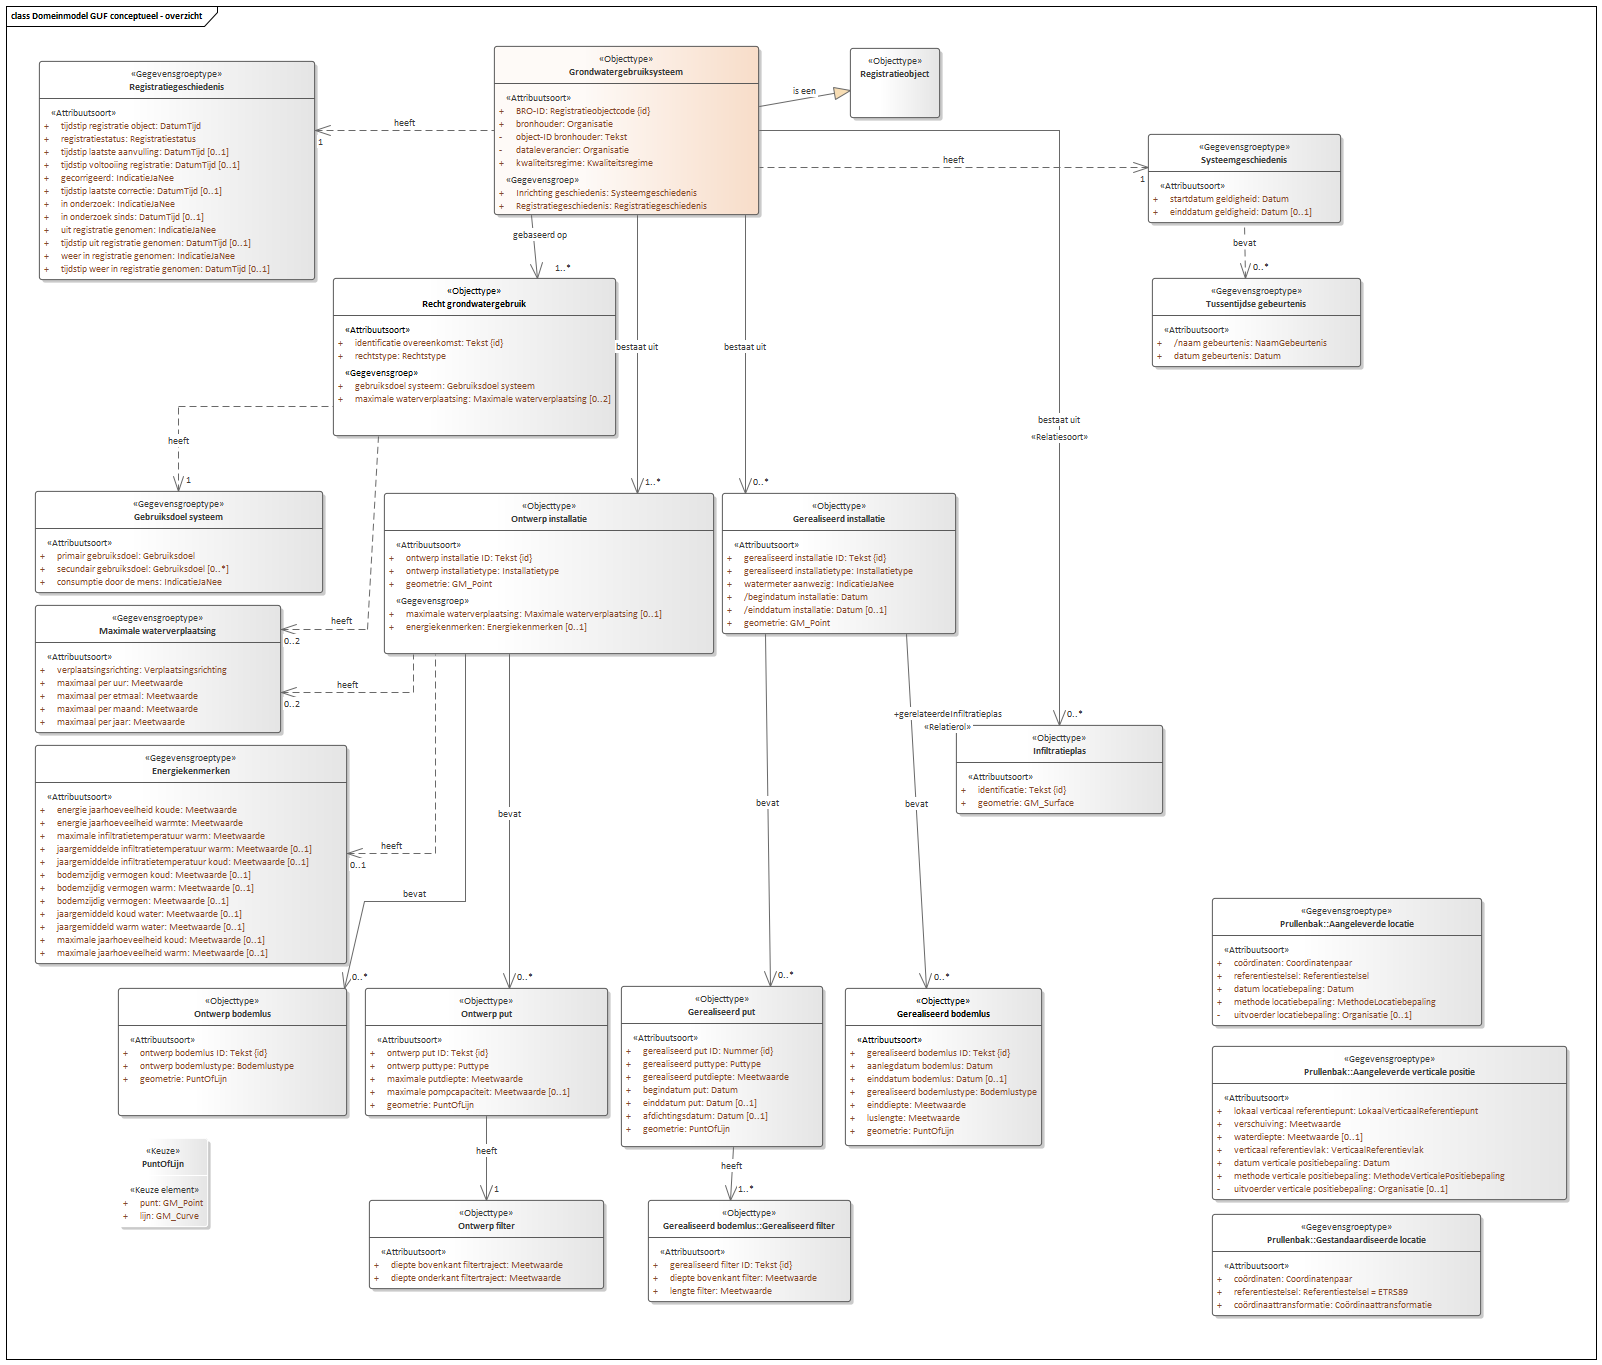 class Domeinmodel GUF conceptueel - overzicht
«Gegevensgroeptype»
Registratiegeschiedenis
«Attribuutsoort»
+ tijdstip registratie object: DatumTijd
+ registratiestatus: Registratiestatus
+ tijdstip laatste aanvulling: DatumTijd [0..1]
+ tijdstip voltooiing registratie: DatumTijd [0..1]
+ gecorrigeerd: IndicatieJaNee
+ tijdstip laatste correctie: DatumTijd [0..1]
+ in onderzoek: IndicatieJaNee
+ in onderzoek sinds: DatumTijd [0..1]
+ uit registratie genomen: IndicatieJaNee
+ tijdstip uit registratie genomen: DatumTijd [0..1]
+ weer in registratie genomen: IndicatieJaNee
+ tijdstip weer in registratie genomen: DatumTijd [0..1]
heeft
1
«Objecttype»
Grondwatergebruiksysteem
«Attribuutsoort»
+ BRO-ID: Registratieobjectcode {id}
+ bronhouder: Organisatie
- object-ID bronhouder: Tekst
- dataleverancier: Organisatie
+ kwaliteitsregime: Kwaliteitsregime
«Gegevensgroep»
+ Inrichting geschiedenis: Systeemgeschiedenis
+ Registratiegeschiedenis: Registratiegeschiedenis
is een
«Objecttype»
Registratieobject
heeft
1
«Gegevensgroeptype»
Systeemgeschiedenis
«Attribuutsoort»
+ startdatum geldigheid: Datum
+ einddatum geldigheid: Datum [0..1]
bevat
0..*
«Gegevensgroeptype»
Tussentijdse gebeurtenis
«Attribuutsoort»
+ /naam gebeurtenis: NaamGebeurtenis
+ datum gebeurtenis: Datum
gebaseerd op
1..*
«Objecttype»
Recht grondwatergebruik
«Attribuutsoort»
+ identificatie overeenkomst: Tekst {id}
+ rechtstype: Rechtstype
«Gegevensgroep»
+ gebruiksdoel systeem: Gebruiksdoel systeem
+ maximale waterverplaatsing: Maximale waterverplaatsing [0..2]
bestaat uit
1..*
bestaat uit
0..*
bestaat uit
«Relatiesoort»
0..*
heeft
1
«Gegevensgroeptype»
Gebruiksdoel systeem
«Attribuutsoort»
+ primair gebruiksdoel: Gebruiksdoel
+ secundair gebruiksdoel: Gebruiksdoel [0..*]
+ consumptie door de mens: IndicatieJaNee
«Objecttype»
Ontwerp installatie
«Attribuutsoort»
+ ontwerp installatie ID: Tekst {id}
+ ontwerp installatietype: Installatietype
+ geometrie: GM_Point
«Gegevensgroep»
+ maximale waterverplaatsing: Maximale waterverplaatsing [0..1]
+ energiekenmerken: Energiekenmerken [0..1]
«Objecttype»
Gerealiseerd installatie
«Attribuutsoort»
+ gerealiseerd installatie ID: Tekst {id}
+ gerealiseerd installatietype: Installatietype
+ watermeter aanwezig: IndicatieJaNee
+ /begindatum installatie: Datum
+ /einddatum installatie: Datum [0..1]
+ geometrie: GM_Point
«Gegevensgroeptype»
Maximale waterverplaatsing
«Attribuutsoort»
+ verplaatsingsrichting: Verplaatsingsrichting
+ maximaal per uur: Meetwaarde
+ maximaal per etmaal: Meetwaarde
+ maximaal per maand: Meetwaarde
+ maximaal per jaar: Meetwaarde
heeft
0..2
heeft
0..2
+gerelateerdeInfiltratieplas
«Relatierol»
«Objecttype»
Infiltratieplas
«Attribuutsoort»
+ identificatie: Tekst {id}
+ geometrie: GM_Surface
«Gegevensgroeptype»
Energiekenmerken
«Attribuutsoort»
+ energie jaarhoeveelheid koude: Meetwaarde
+ energie jaarhoeveelheid warmte: Meetwaarde
+ maximale infiltratietemperatuur warm: Meetwaarde
+ jaargemiddelde infiltratietemperatuur warm: Meetwaarde [0..1]
+ jaargemiddelde infiltratietemperatuur koud: Meetwaarde [0..1]
+ bodemzijdig vermogen koud: Meetwaarde [0..1]
+ bodemzijdig vermogen warm: Meetwaarde [0..1]
+ bodemzijdig vermogen: Meetwaarde [0..1]
+ jaargemiddeld koud water: Meetwaarde [0..1]
+ jaargemiddeld warm water: Meetwaarde [0..1]
+ maximale jaarhoeveelheid koud: Meetwaarde [0..1]
+ maximale jaarhoeveelheid warm: Meetwaarde [0..1]
heeft
0..1
bevat
0..*
bevat
0..*
bevat
0..*
bevat
0..*
«Objecttype»
Ontwerp bodemlus
«Attribuutsoort»
+ ontwerp bodemlus ID: Tekst {id}
+ ontwerp bodemlustype: Bodemlustype
+ geometrie: PuntOfLijn
«Objecttype»
Ontwerp put
«Attribuutsoort»
+ ontwerp put ID: Tekst {id}
+ ontwerp puttype: Puttype
+ maximale putdiepte: Meetwaarde
+ maximale pompcapaciteit: Meetwaarde [0..1]
+ geometrie: PuntOfLijn
«Objecttype»
Gerealiseerd put
«Attribuutsoort»
+ gerealiseerd put ID: Nummer {id}
+ gerealiseerd puttype: Puttype
+ gerealiseerd putdiepte: Meetwaarde
+ begindatum put: Datum
+ einddatum put: Datum [0..1]
+ afdichtingsdatum: Datum [0..1]
+ geometrie: PuntOfLijn
«Objecttype»
Gerealiseerd bodemlus
«Attribuutsoort»
+ gerealiseerd bodemlus ID: Tekst {id}
+ aanlegdatum bodemlus: Datum
+ einddatum bodemlus: Datum [0..1]
+ gerealiseerd bodemlustype: Bodemlustype
+ einddiepte: Meetwaarde
+ luslengte: Meetwaarde
+ geometrie: PuntOfLijn
«Gegevensgroeptype»
Prullenbak::Aangeleverde locatie
«Attribuutsoort»
+ coördinaten: Coordinatenpaar
+ referentiestelsel: Referentiestelsel
+ datum locatiebepaling: Datum
+ methode locatiebepaling: MethodeLocatiebepaling
- uitvoerder locatiebepaling: Organisatie [0..1]
«Gegevensgroeptype»
Prullenbak::Aangeleverde verticale positie
«Attribuutsoort»
+ lokaal verticaal referentiepunt: LokaalVerticaalReferentiepunt
+ verschuiving: Meetwaarde
+ waterdiepte: Meetwaarde [0..1]
+ verticaal referentievlak: VerticaalReferentievlak
+ datum verticale positiebepaling: Datum
+ methode verticale positiebepaling: MethodeVerticalePositiebepaling
- uitvoerder verticale positiebepaling: Organisatie [0..1]
«Keuze»
PuntOfLijn
«Keuze element»
+ punt: GM_Point
+ lijn: GM_Curve
heeft
1
«Objecttype»
Ontwerp filter
«Attribuutsoort»
+ diepte bovenkant filtertraject: Meetwaarde
+ diepte onderkant filtertraject: Meetwaarde
heeft
1..*
«Objecttype»
Gerealiseerd bodemlus::Gerealiseerd filter
«Attribuutsoort»
+ gerealiseerd filter ID: Tekst {id}
+ diepte bovenkant filter: Meetwaarde
+ lengte filter: Meetwaarde
«Gegevensgroeptype»
Prullenbak::Gestandaardiseerde locatie
«Attribuutsoort»
+ coördinaten: Coordinatenpaar
+ referentiestelsel: Referentiestelsel = ETRS89
+ coördinaattransformatie: Coördinaattransformatie